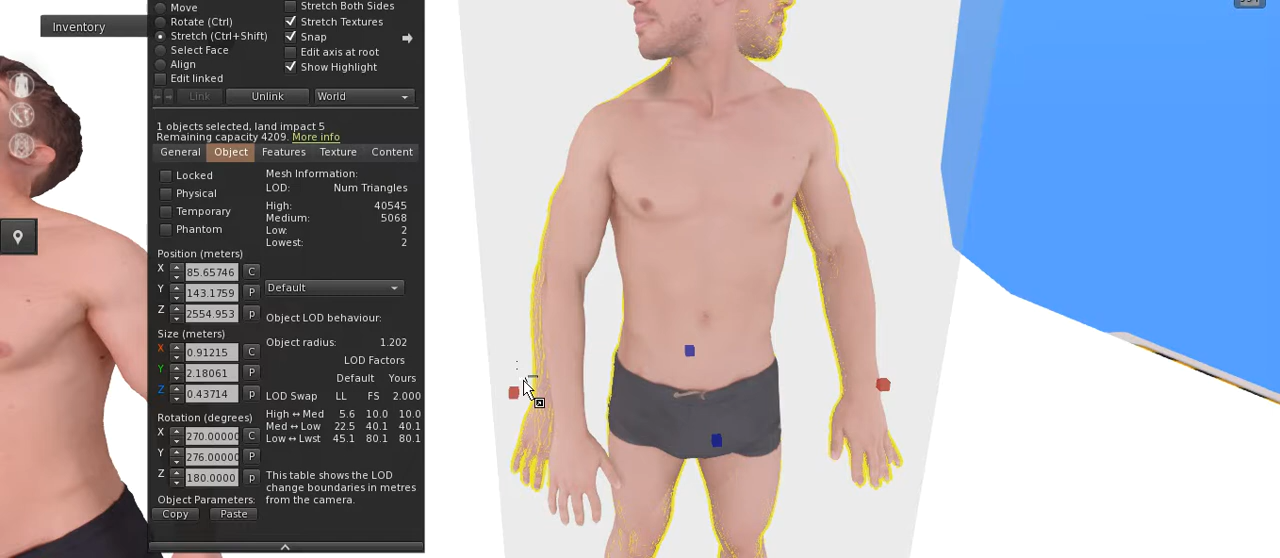 Inventory
Move
Rotate (Ctrl)
Stretch (Ctrl+Shift)
Select Face
Align
Edit linked
Stretch Both Sides
Stretch Textures
Snap
Edit axis at root
Show Highlight
Link
Unlink
World
1 objects selected, land impact 5
Remaining capacity 4209. More info
General Object Features Texture Content
Locked
Physical
Temporary
Phantom
Mesh Information:
LOD: Num Triangles
High: 40545
Medium: 5068
Low: 2
Lowest: 2
Position (meters)
X 85.65746 C
Y 143.1759 P
Z 2554.953 p
Default
Object LOD behaviour:
Size (meters)
X 0.91215 C
Y 2.18061 P
Z 0.43714 p
Object radius: 1.202
LOD Factors
Default Yours
LOD Swap LL FS 2.000
High ↔ Med 5.6 10.0 10.0
Med ↔ Low 22.5 40.1 40.1
Low ↔ Lwst 45.1 80.1 80.1
Rotation (degrees)
X 270.0000 C
Y 276.0000 P
Z 180.0000 p
This table shows the LOD
change boundaries in metres
from the camera.
Object Parameters:
Copy Paste